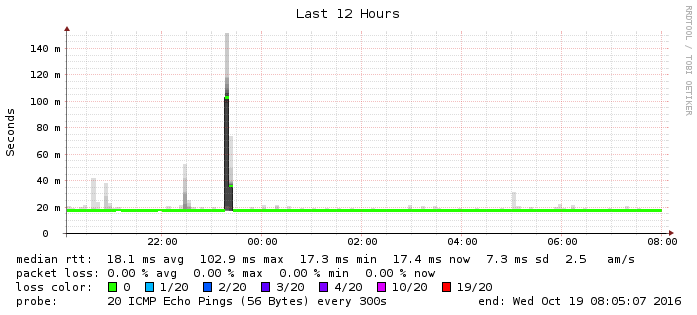 Last 12 Hours
RRDTOOL / TOBI OETIKER
Seconds
140 m
120 m
100 m
80 m
60 m
40 m
20 m
0
22:00 00:00 02:00 04:00 06:00 08:00
median rtt: 18.1 ms avg 102.9 ms max 17.3 ms min 17.4 ms now 7.3 ms sd 2.5 am/s
packet loss: 0.00 % avg 0.00 % max 0.00 % min 0.00 % now
loss color: 0 1/20 2/20 3/20 4/20 10/20 19/20
probe: 20 ICMP Echo Pings (56 Bytes) every 300s end: Wed Oct 19 08:05:07 2016